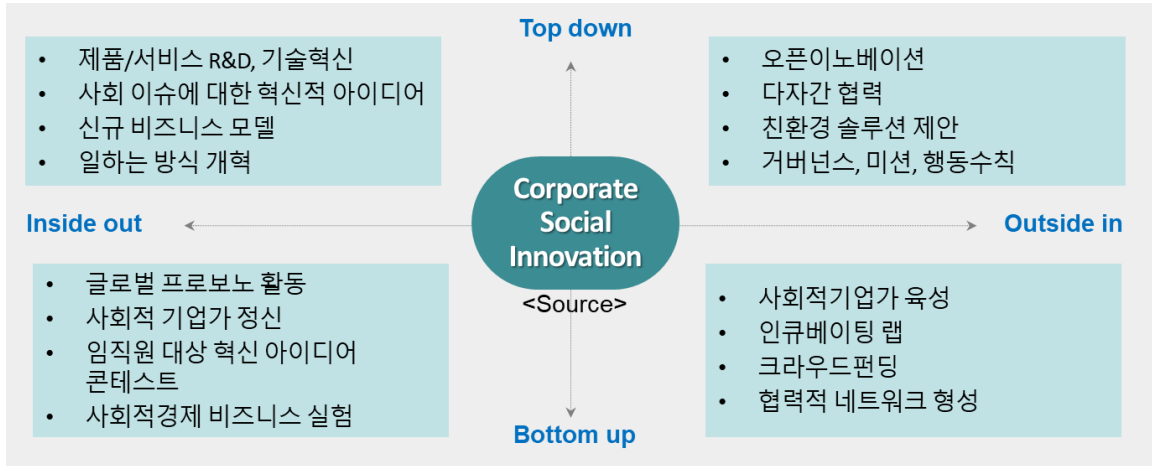 Top down
• 제품/서비스 R&D, 기술혁신
• 사회 이슈에 대한 혁신적 아이디어
• 신규 비즈니스 모델
• 일하는 방식 개혁
• 오픈이노베이션
• 다자간 협력
• 친환경 솔루션 제안
• 거버넌스, 미션, 행동수칙
Inside out
Corporate
Social
Innovation
<Source>
Outside in
• 글로벌 프로보노 활동
• 사회적 기업가 정신
• 임직원 대상 혁신 아이디어
콘테스트
• 사회적경제 비즈니스 실험
• 사회적기업가 육성
• 인큐베이팅 랩
• 크라우드펀딩
• 협력적 네트워크 형성
Bottom up